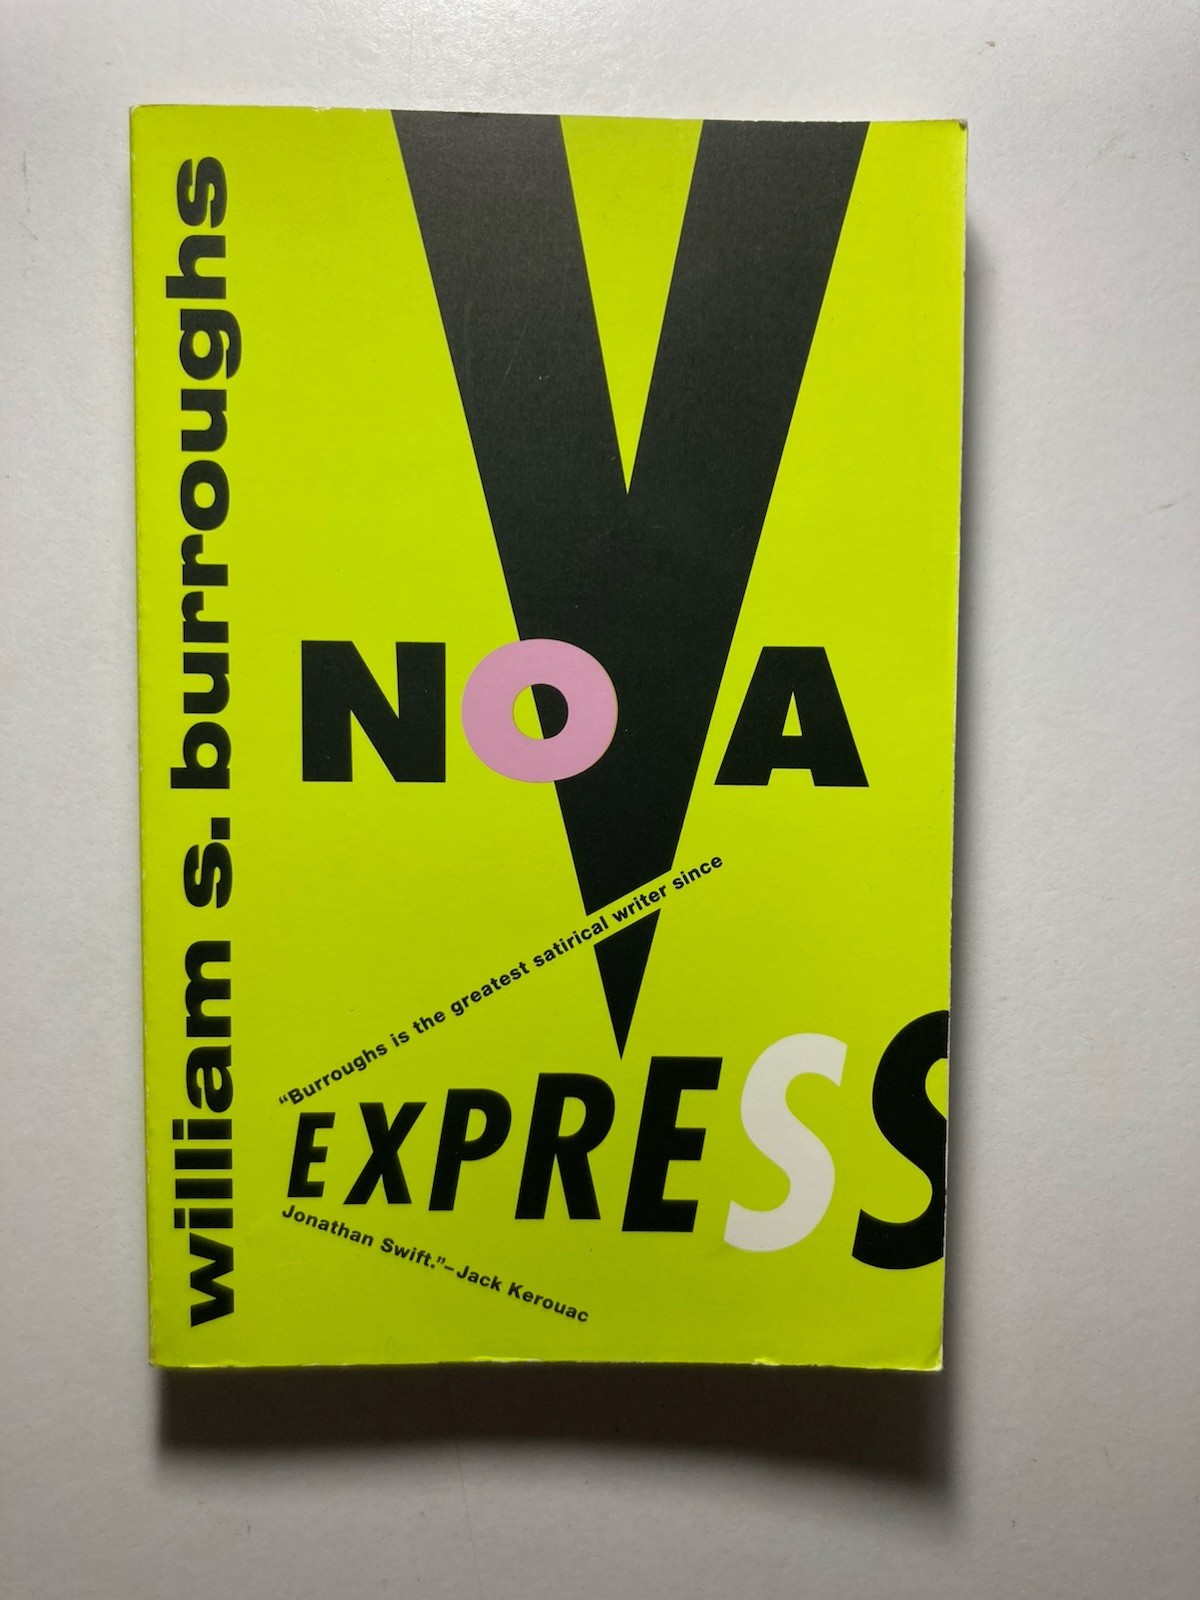 william s. burroughs
NOVA
"Burroughs is the greatest satirical writer since
EXPRESS
Jonathan Swift."–Jack Kerouac